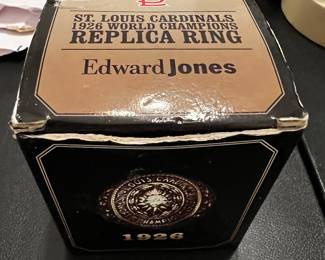 ST. LOUIS CARDINALS
1926 WORLD CHAMPIONS
REPLICA RING
Edward Jones
1926